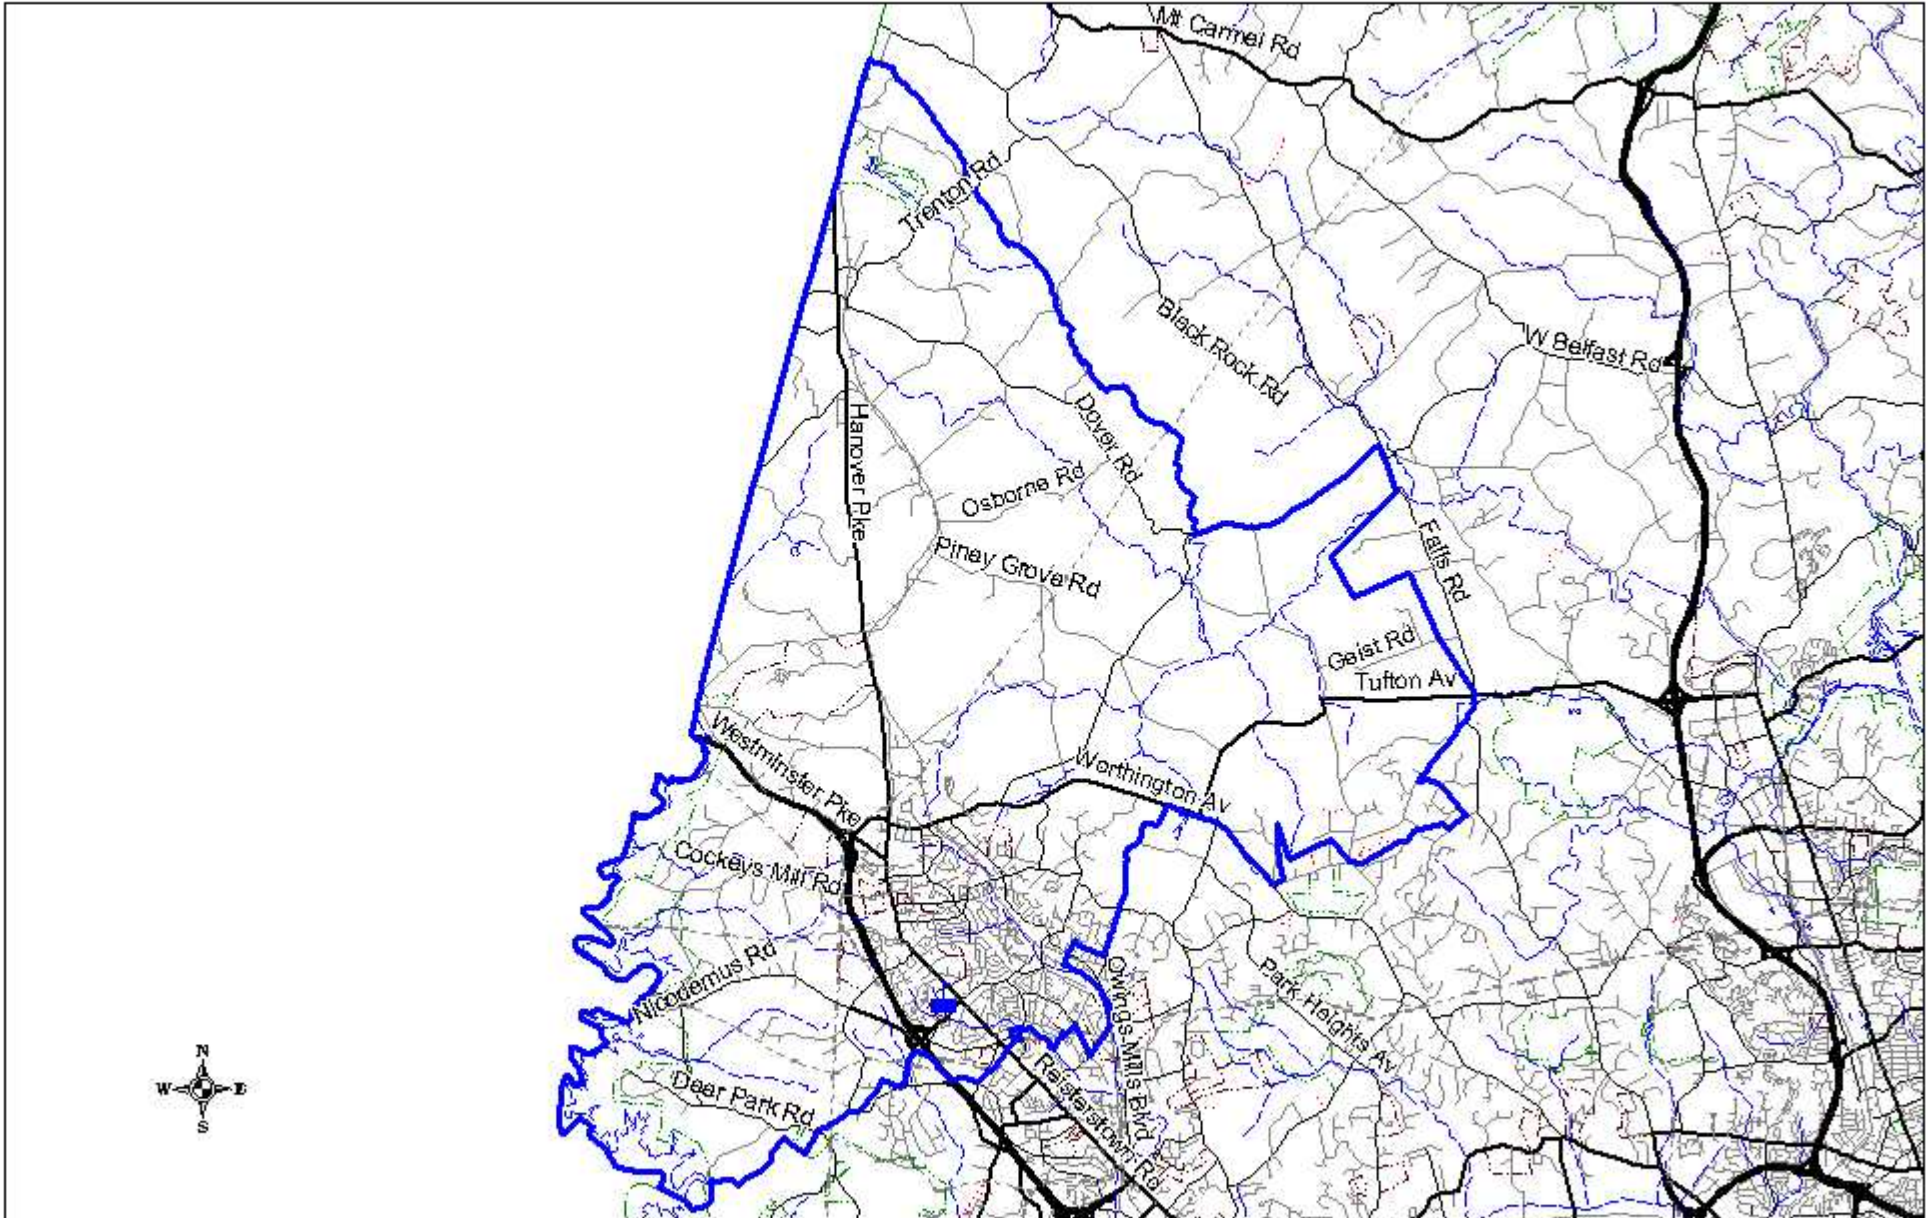 Mt Carmel Rd
Trenton Rd
Black Rock Rd
W Belfast Rd
Hanover Pke
Dover Rd
Osborne Rd
Piney Grove Rd
Falls Rd
Geist Rd
Tufton Av
Westminster Pke
Worthington Av
Cockeys Mill Rd
Nicodemus Rd
Owings Mills Blvd
Park Heights Av
Deer Park Rd
Reisterstown Rd
N
W
E
S